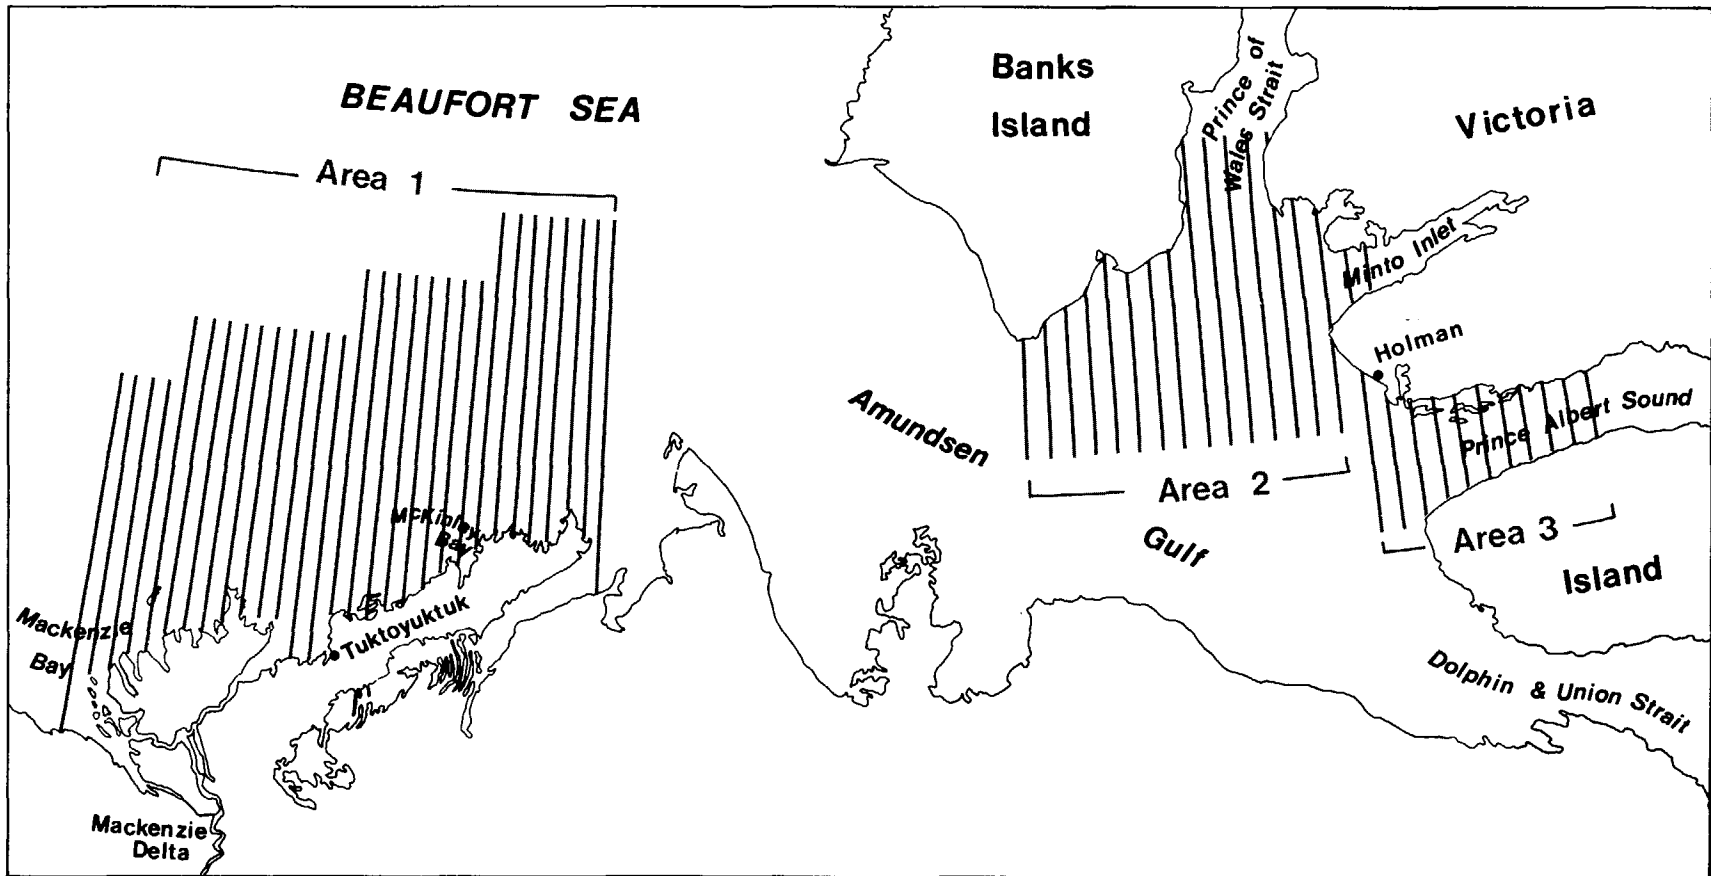 BEAUFORT SEA
Area 1
Banks
Island
Prince of
Wales Strait
Victoria
Minto Inlet
Holman
Prince Albert Sound
Amundsen
Gulf
Area 2
Area 3
Island
Dolphin & Union Strait
McKinley
Bay
Tuktoyuktuk
Mackenzie
Bay
Mackenzie
Delta